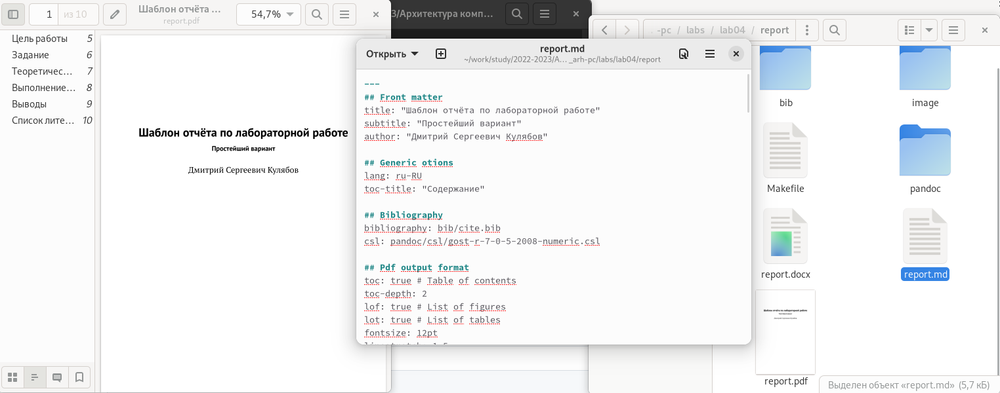 1
из 10
Шаблон отчёта …
report.pdf
54,7%
Цель работы 5
Задание 6
Теоретичес… 7
Выполнение… 8
Выводы 9
Список лите… 10
Шаблон отчёта по лабораторной работе
Простейший вариант
Дмитрий Сергеевич Кулябов
3/Архитектура комп…
Открыть
report.md
~/work/study/2022-2023/А… _arh-pc/labs/lab04/report
---
## Front matter
title: "Шаблон отчёта по лабораторной работе"
subtitle: "Простейший вариант"
author: "Дмитрий Сергеевич Кулябов"
## Generic otions
lang: ru-RU
toc-title: "Содержание"
## Bibliography
bibliography: bib/cite.bib
csl: pandoc/csl/gost-r-7-0-5-2008-numeric.csl
## Pdf output format
toc: true # Table of contents
toc-depth: 2
lof: true # List of figures
lot: true # List of tables
fontsize: 12pt
-pc / labs / lab04 / report
bib
image
Makefile
pandoc
report.docx
report.md
Шаблон отчёта по лабораторной работе
report.pdf
Выделен объект «report.md» (5,7 кБ)